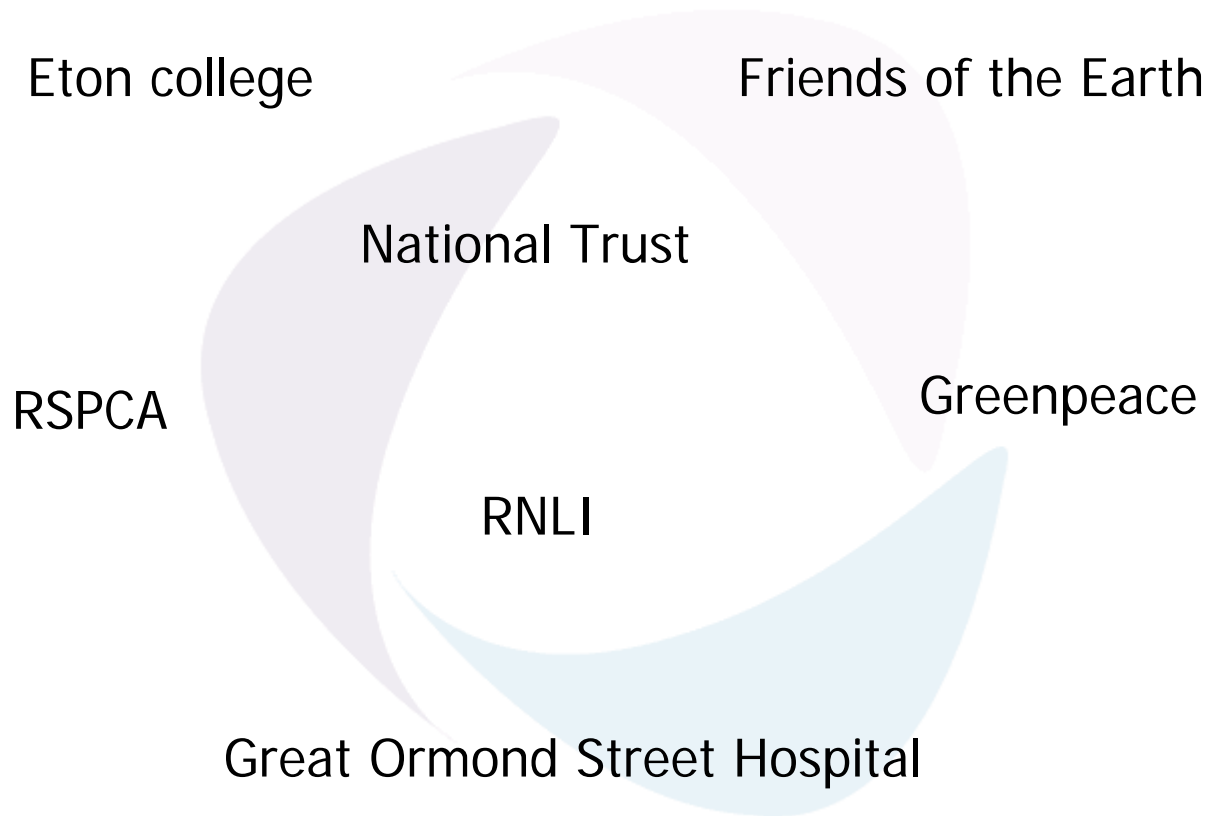 Eton college
Friends of the Earth
National Trust
RSPCA
Greenpeace
RNLI
Great Ormond Street Hospital